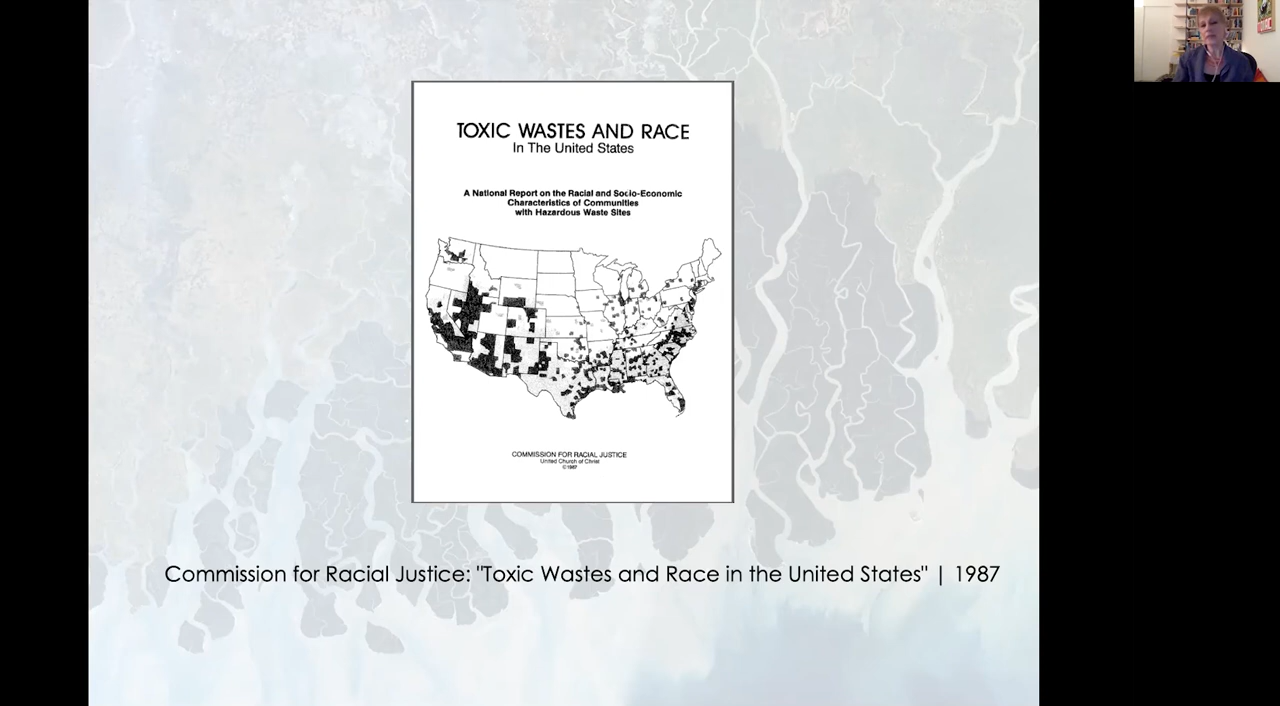 TOXIC WASTES AND RACE
In The United States
A National Report on the Racial and Socio-Economic
Characteristics of Communities
with Hazardous Waste Sites
COMMISSION FOR RACIAL JUSTICE
United Church of Christ
©1987
Commission for Racial Justice: "Toxic Wastes and Race in the United States" | 1987